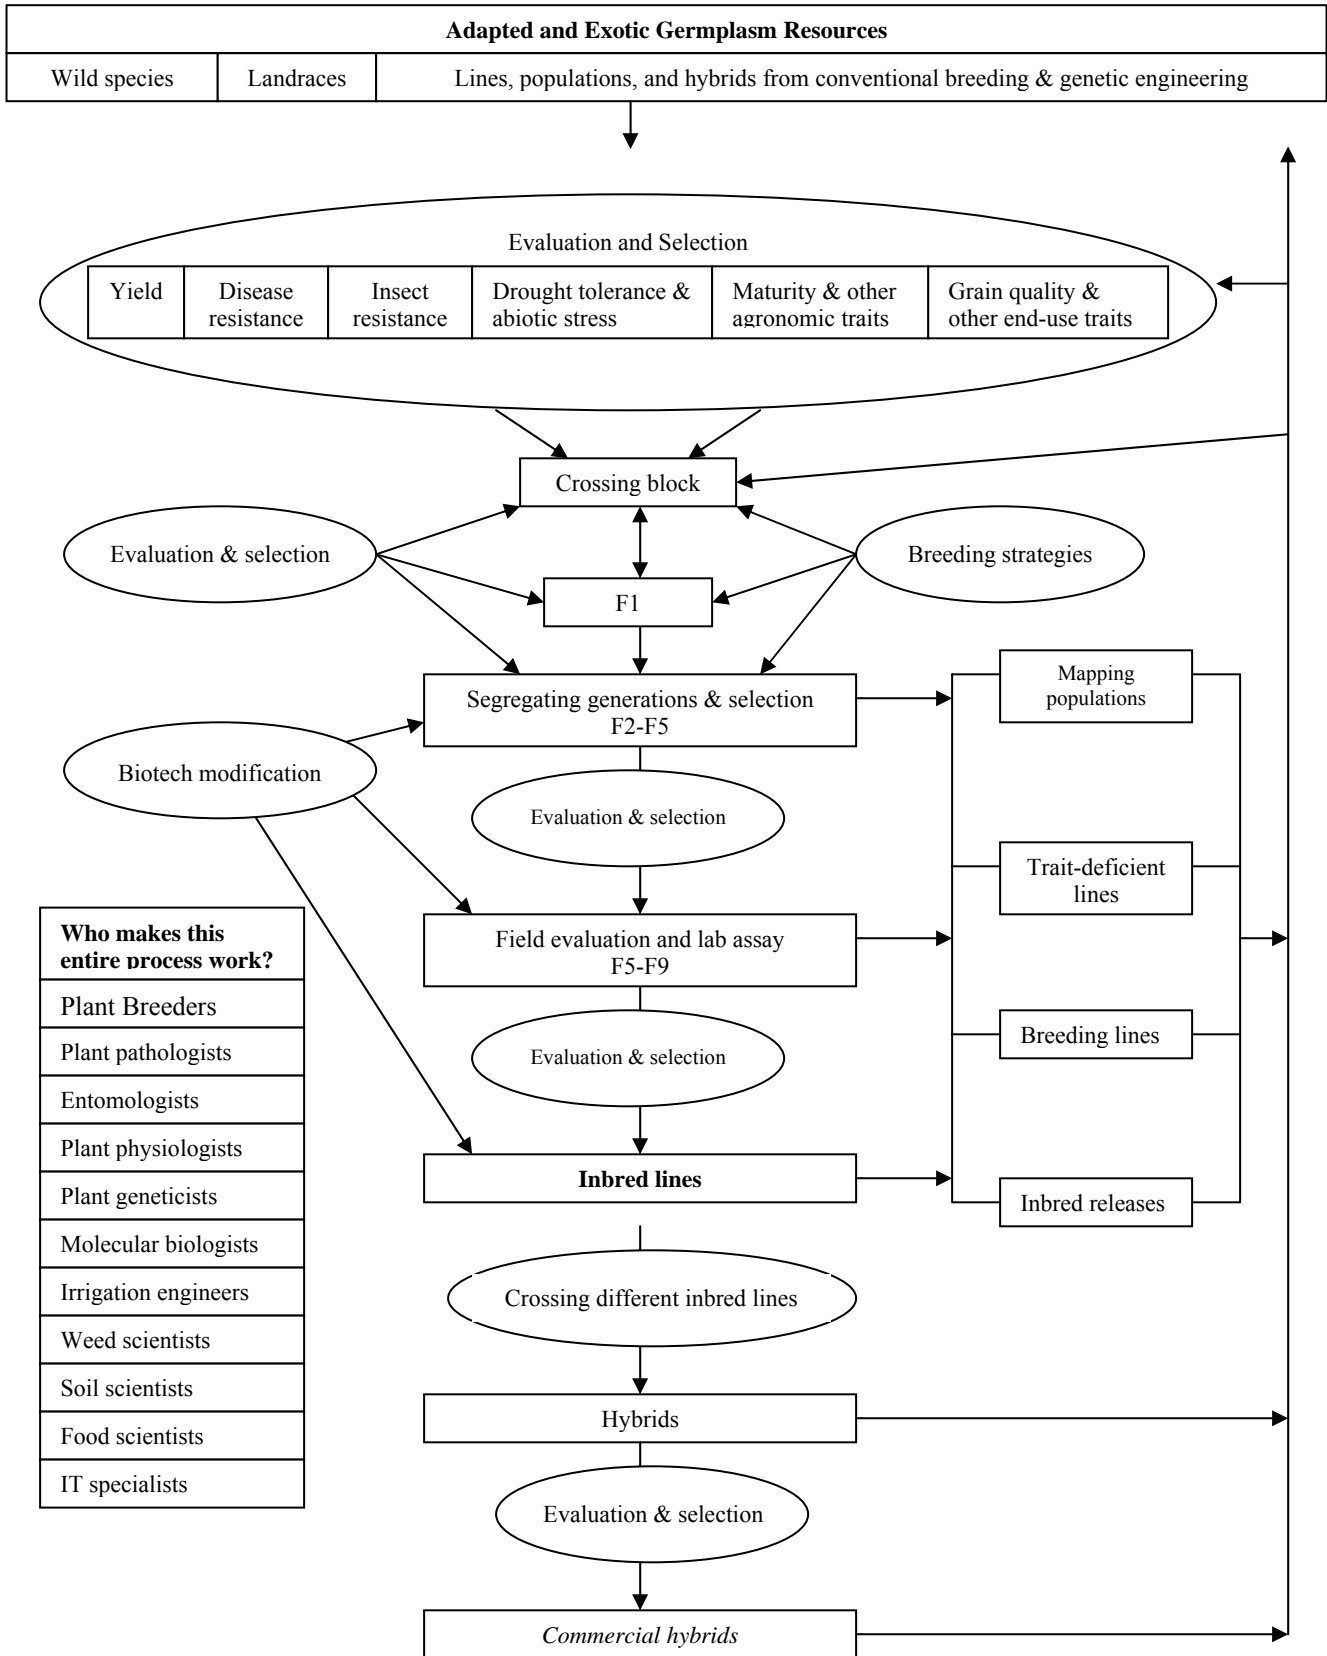 Adapted and Exotic Germplasm Resources
Wild species
Landraces
Lines, populations, and hybrids from conventional breeding & genetic engineering
Evaluation and Selection
Yield
Disease
resistance
Insect
resistance
Drought tolerance &
abiotic stress
Maturity & other
agronomic traits
Grain quality &
other end-use traits
Crossing block
Evaluation & selection
Breeding strategies
F1
Segregating generations & selection
F2-F5
Mapping
populations
Biotech modification
Evaluation & selection
Trait-deficient
lines
Field evaluation and lab assay
F5-F9
Who makes this
entire process work?
Plant Breeders
Plant pathologists
Entomologists
Plant physiologists
Plant geneticists
Molecular biologists
Irrigation engineers
Weed scientists
Soil scientists
Food scientists
IT specialists
Evaluation & selection
Breeding lines
Inbred lines
Inbred releases
Crossing different inbred lines
Hybrids
Evaluation & selection
Commercial hybrids